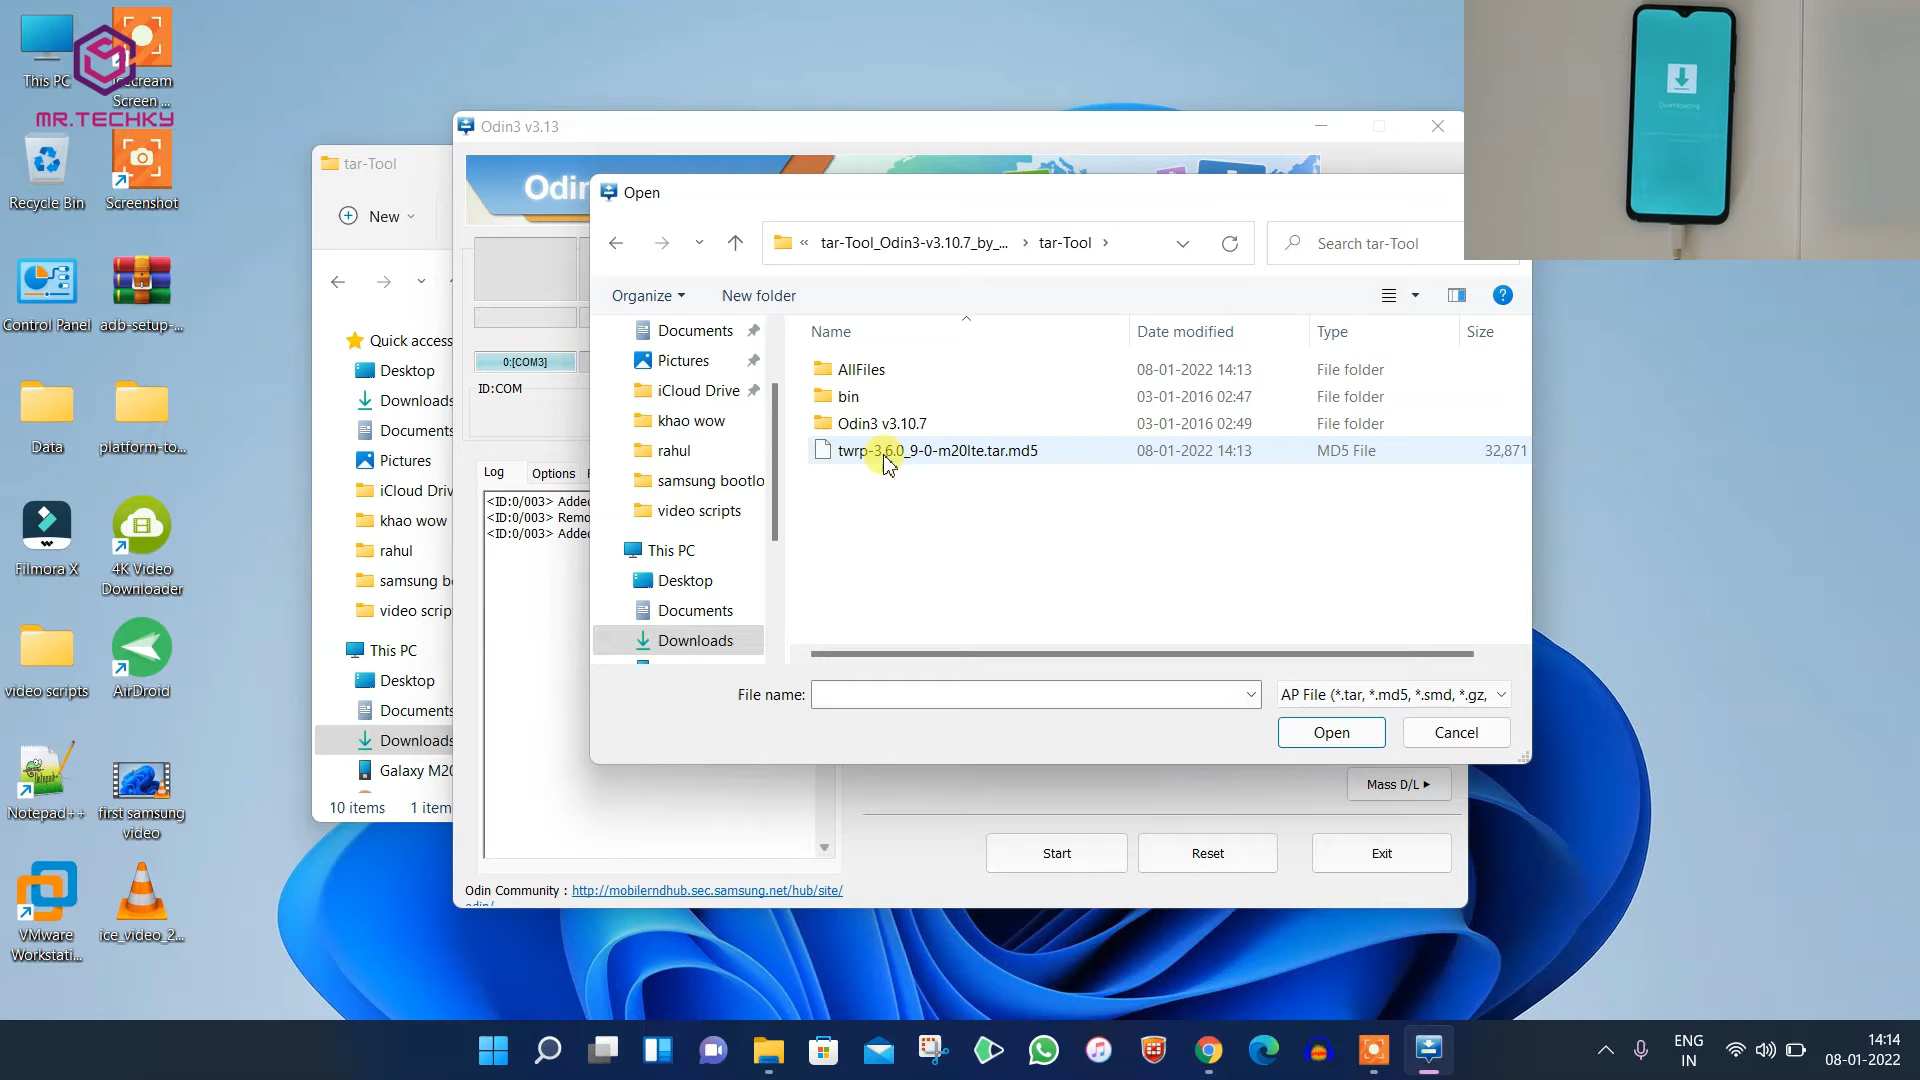 This PC
Icecream
Screen ...
MR.TECHKY
Recycle Bin
Screenshot
Control Panel
adb-setup-...
Data
platform-to...
Filmora X
4K Video
Downloader
video scripts
AirDroid
Notepad++
first samsung
video
VMware
Workstati...
ice_video_2...
tar-Tool
New
Quick access
Desktop
Downloads
Documents
Pictures
iCloud Driv
khao wow
rahul
samsung b
video scrip
This PC
Desktop
Documents
Downloads
Galaxy M20
10 items
1 item
Odin3 v3.13
Odin
0:[COM3]
ID:COM
Log
Options
<ID:0/003> Added
<ID:0/003> Remo
<ID:0/003> Added
Odin Community : http://mobilerndhub.sec.samsung.net/hub/site/
odin/
Mass D/L
Start
Reset
Exit
Open
« tar-Tool_Odin3-v3.10.7_by_... › tar-Tool ›
Search tar-Tool
Organize
New folder
Documents
Pictures
iCloud Drive
khao wow
rahul
samsung bootlo
video scripts
This PC
Desktop
Documents
Downloads
Name Date modified Type Size
AllFiles 08-01-2022 14:13 File folder
bin 03-01-2016 02:47 File folder
Odin3 v3.10.7 03-01-2016 02:49 File folder
twrp-3.6.0_9-0-m20lte.tar.md5 08-01-2022 14:13 MD5 File 32,871
File name:
AP File (*.tar, *.md5, *.smd, *.gz,
Open
Cancel
Downloading
ENG
IN
14:14
08-01-2022